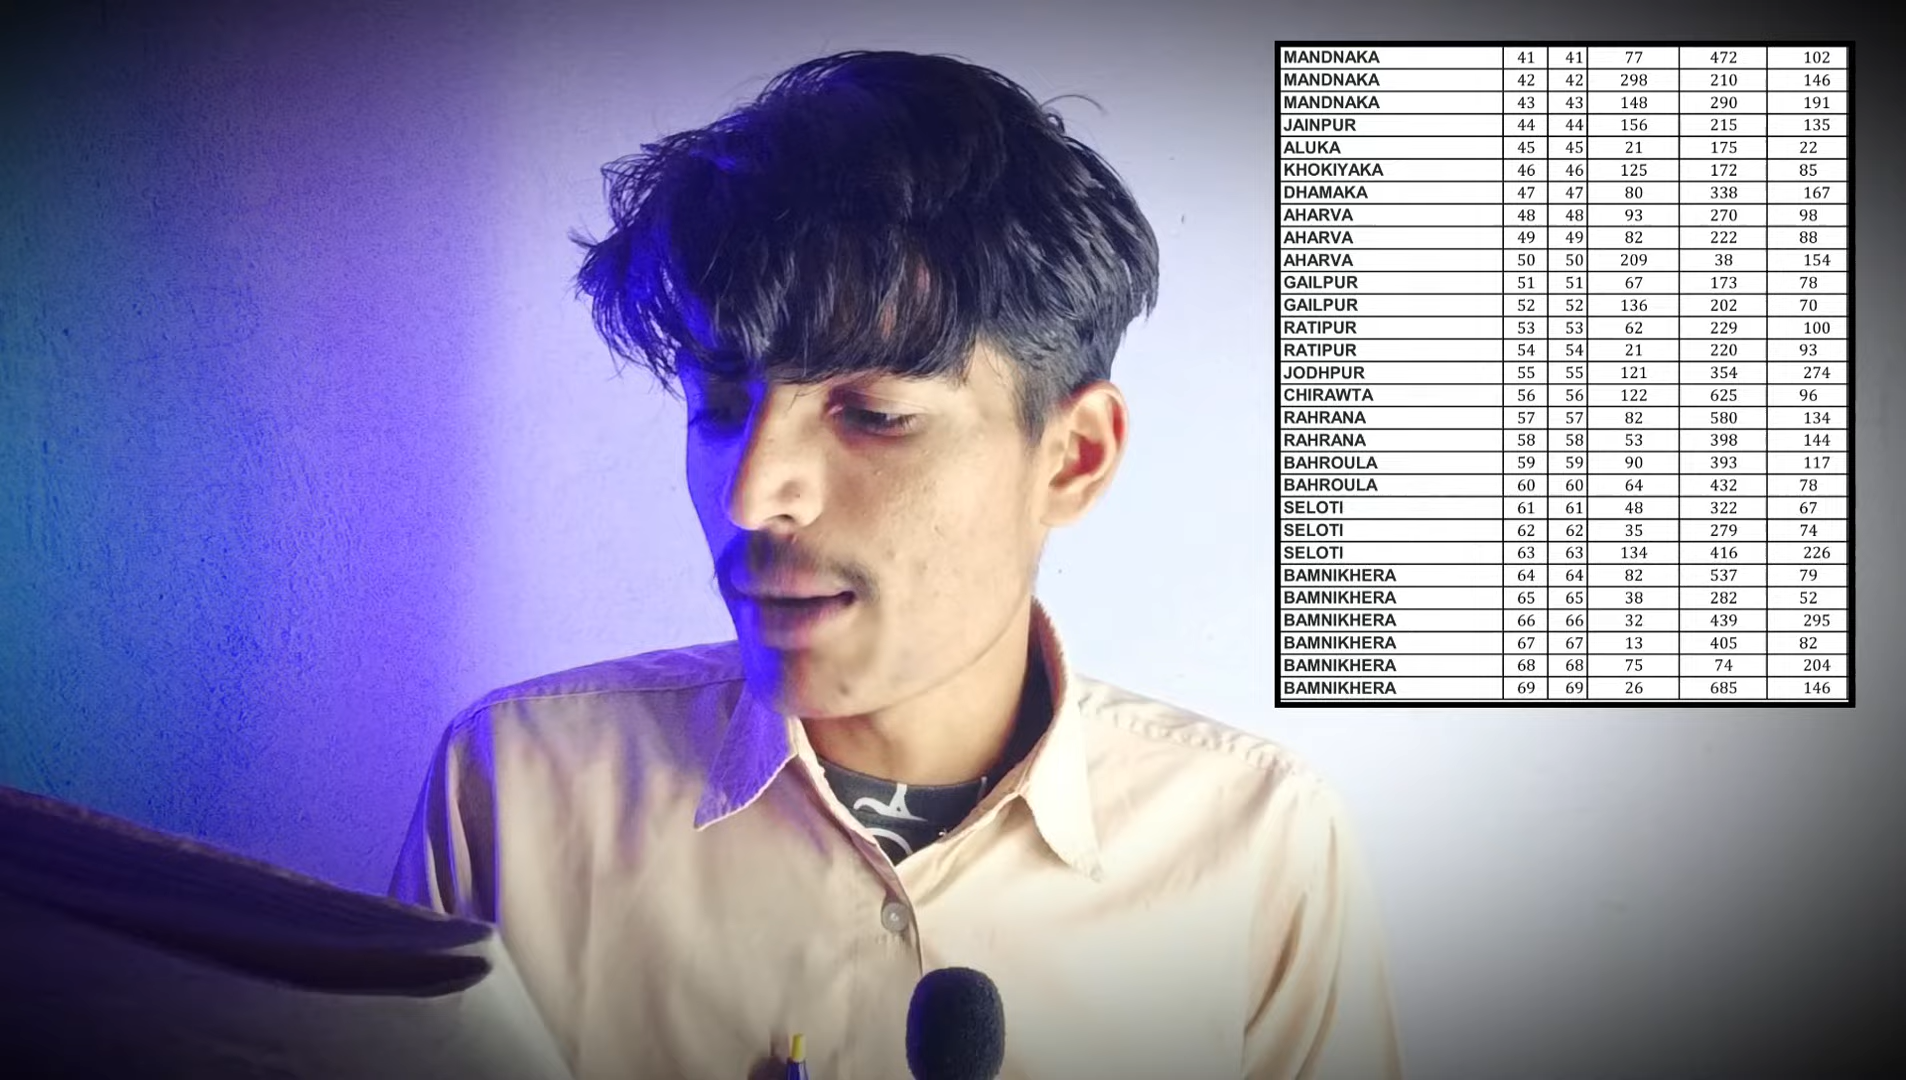 MANDNAKA 41 41 77 472 102
MANDNAKA 42 42 298 210 146
MANDNAKA 43 43 148 290 191
JAINPUR 44 44 156 215 135
ALUKA 45 45 21 175 22
KHOKIYAKA 46 46 125 172 85
DHAMAKA 47 47 80 338 167
AHARVA 48 48 93 270 98
AHARVA 49 49 82 222 88
AHARVA 50 50 209 38 154
GAILPUR 51 51 67 173 78
GAILPUR 52 52 136 202 70
RATIPUR 53 53 62 229 100
RATIPUR 54 54 21 220 93
JODHPUR 55 55 121 354 274
CHIRAWTA 56 56 122 625 96
RAHRANA 57 57 82 580 134
RAHRANA 58 58 53 398 144
BAHROULA 59 59 90 393 117
BAHROULA 60 60 64 432 78
SELOTI 61 61 48 322 67
SELOTI 62 62 35 279 74
SELOTI 63 63 134 416 226
BAMNIKHERA 64 64 82 537 79
BAMNIKHERA 65 65 38 282 52
BAMNIKHERA 66 66 32 439 295
BAMNIKHERA 67 67 13 405 82
BAMNIKHERA 68 68 75 74 204
BAMNIKHERA 69 69 26 685 146